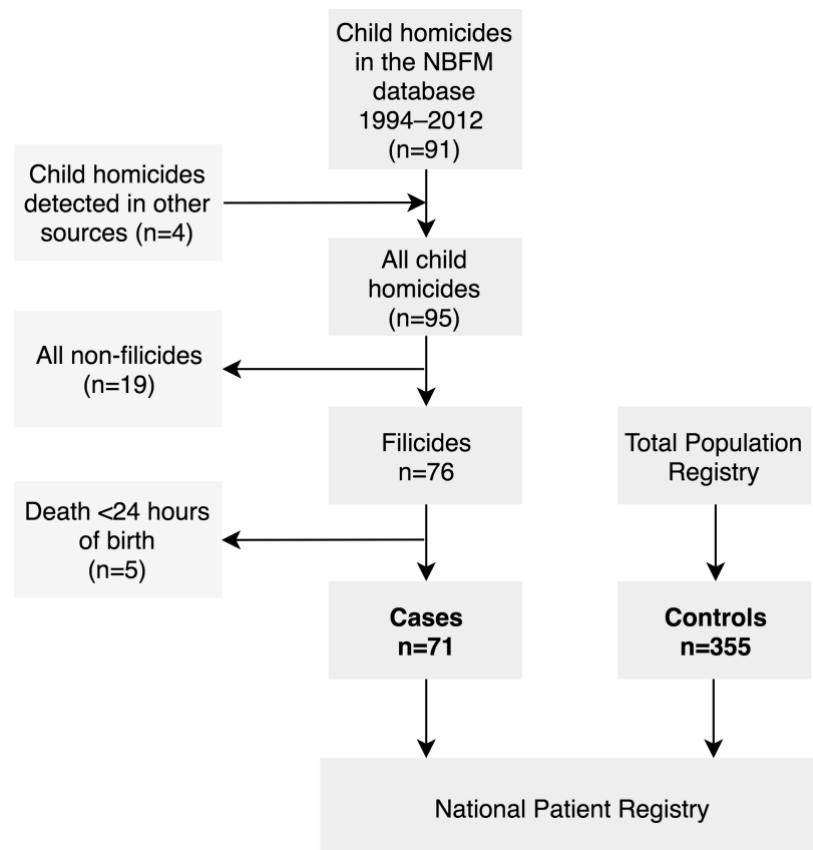 Child homicides
in the NBFM
database
1994–2012
(n=91)
Child homicides
detected in other
sources (n=4)
All child
homicides
(n=95)
All non-filicides
(n=19)
Filicides
n=76
Total Population
Registry
Death <24 hours
of birth
(n=5)
Cases
n=71
Controls
n=355
National Patient Registry